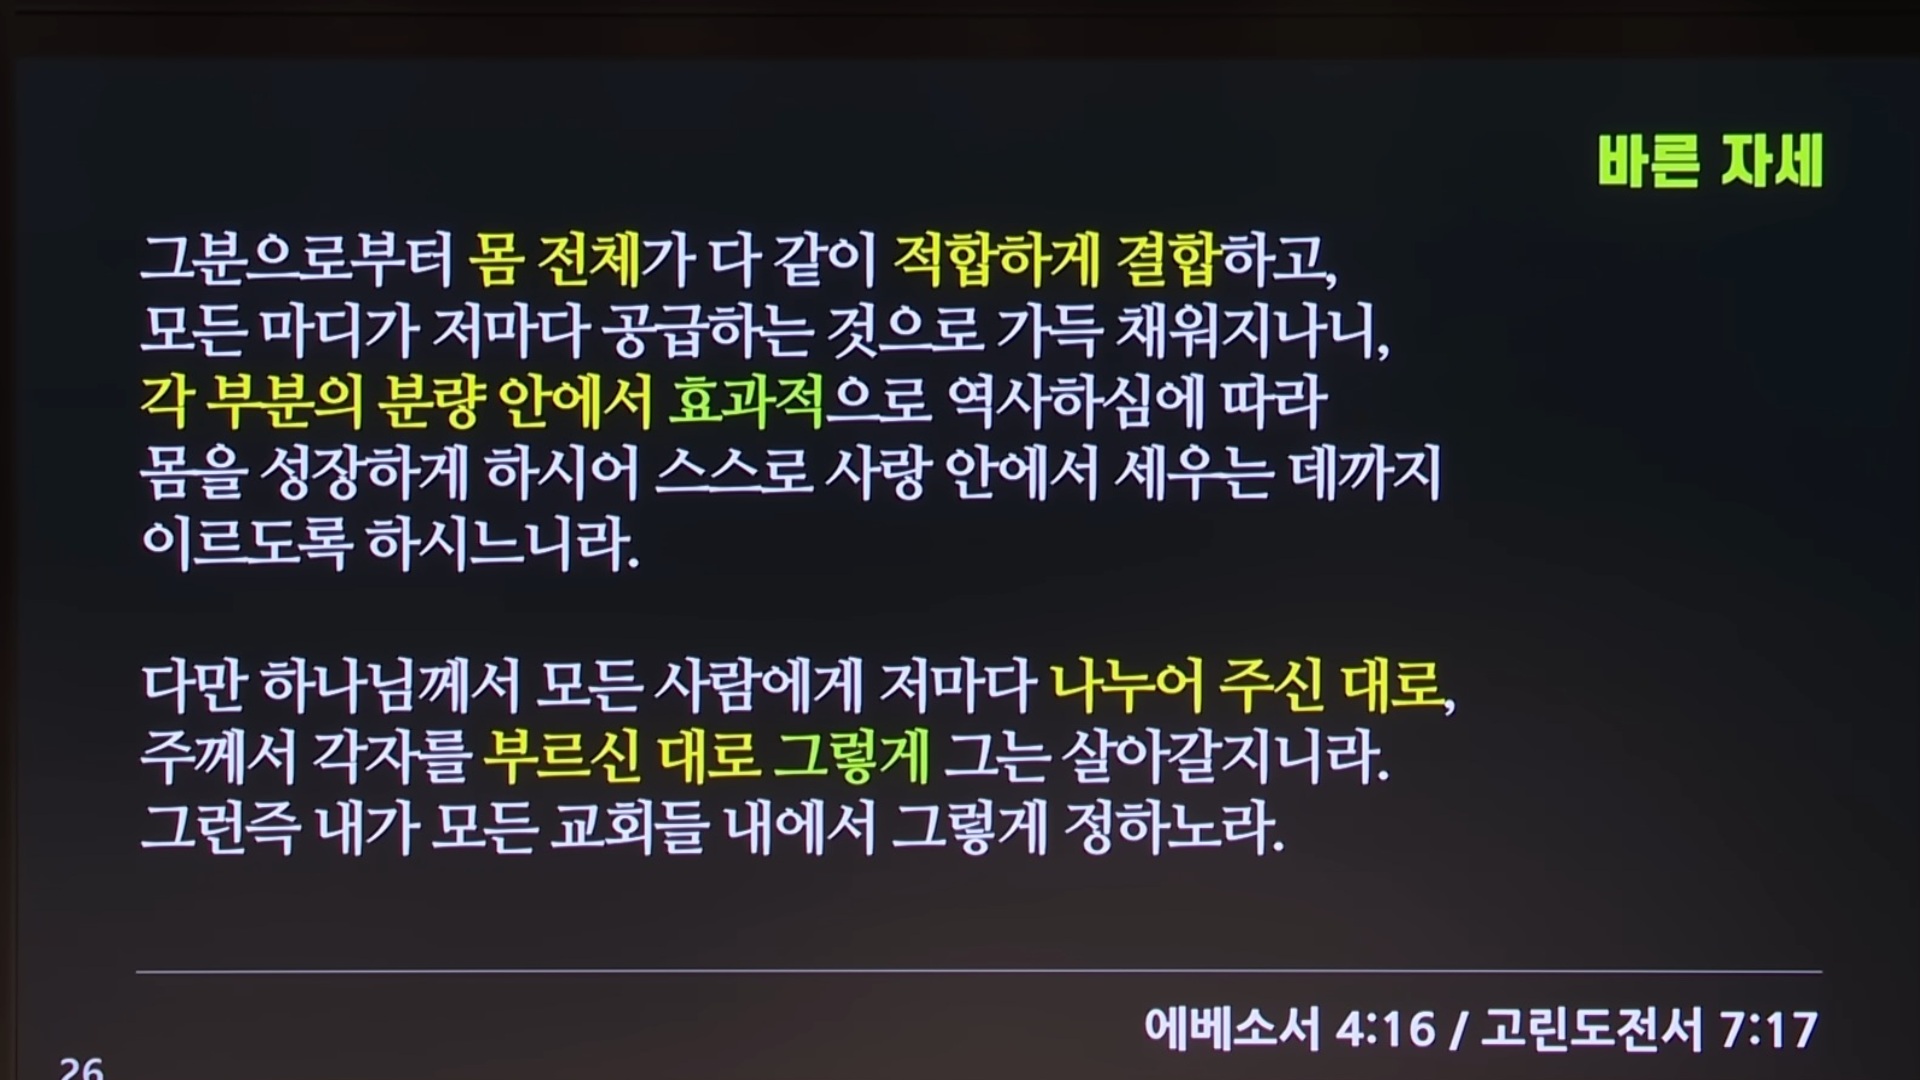 바른 자세
그분으로부터 몸 전체가 다 같이 적합하게 결합하고,
모든 마디가 저마다 공급하는 것으로 가득 채워지나니,
각 부분의 분량 안에서 효과적으로 역사하심에 따라
몸을 성장하게 하시어 스스로 사랑 안에서 세우는 데까지
이르도록 하시느니라.
다만 하나님께서 모든 사람에게 저마다 나누어 주신 대로,
주께서 각자를 부르신 대로 그렇게 그는 살아갈지니라.
그런즉 내가 모든 교회들 내에서 그렇게 정하노라.
에베소서 4:16 / 고린도전서 7:17
26